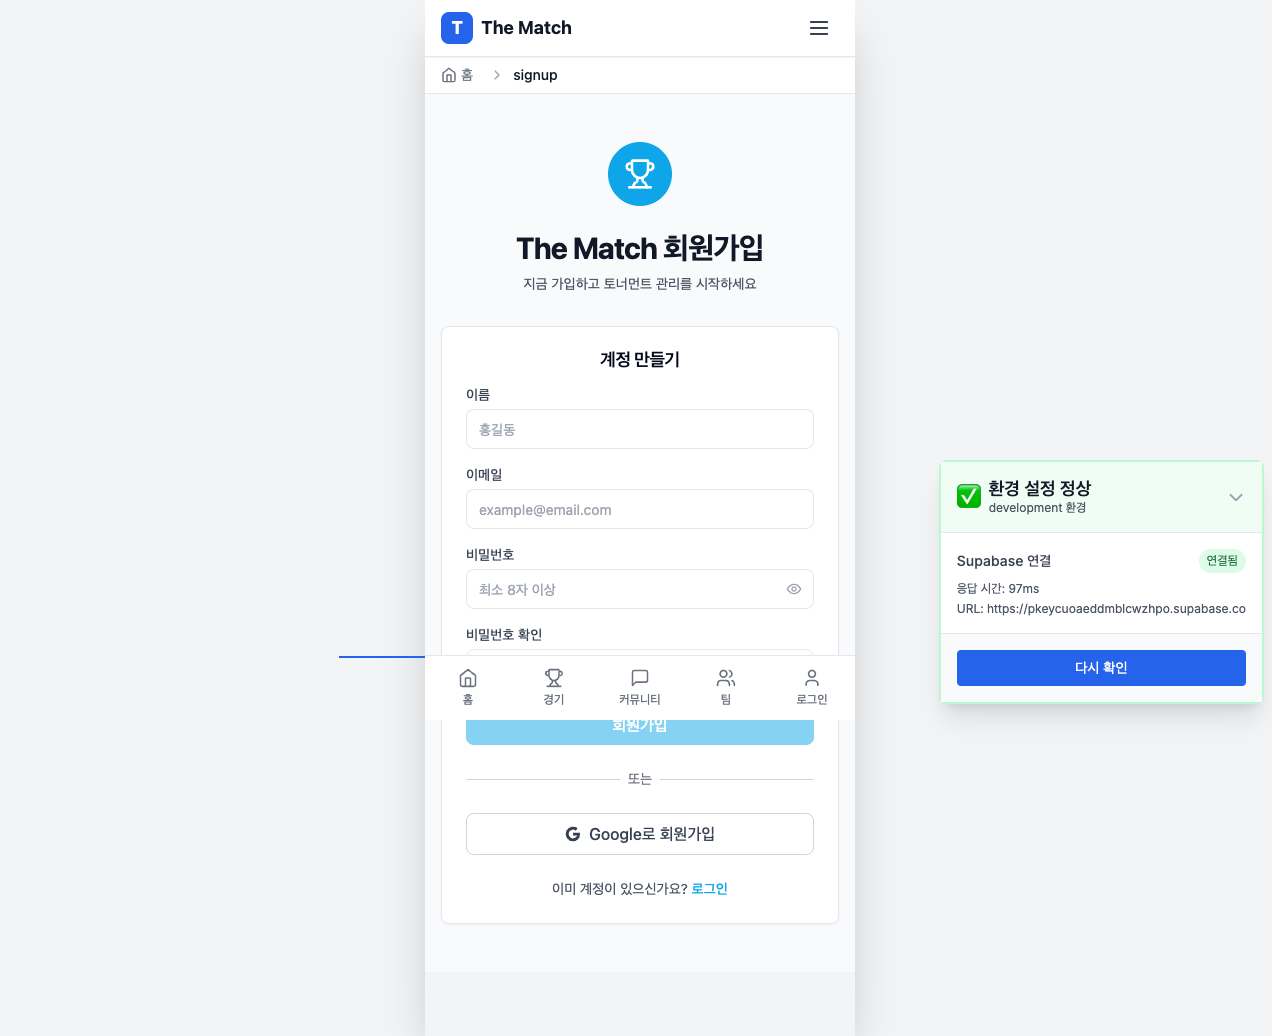 T The Match
홈 signup
The Match 회원가입
지금 가입하고 토너먼트 관리를 시작하세요
계정 만들기
이름
홍길동
이메일
example@email.com
비밀번호
최소 8자 이상
비밀번호 확인
홈 경기 커뮤니티 팀 로그인
회원가입
또는
G Google로 회원가입
이미 계정이 있으신가요? 로그인
환경 설정 정상
development 환경
Supabase 연결 연결됨
응답 시간: 97ms
URL: https://pkeycuoaeddmblcwzhpo.supabase.co
다시 확인